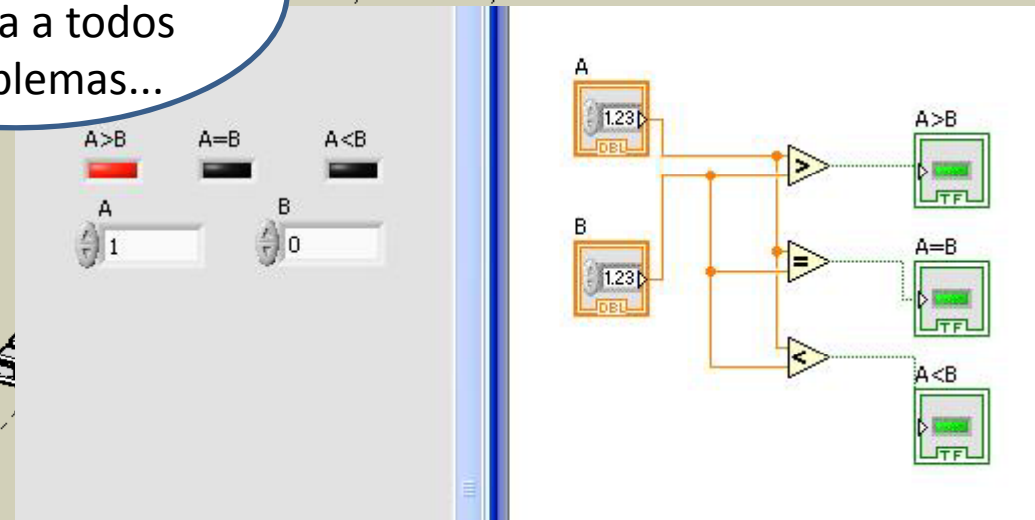 a a todos
blemas...
A>B A=B A<B
A B
1 0
A
1.23
DBL
B
1.23
DBL
>
=
<
A>B
TF
A=B
TF
A<B
TF